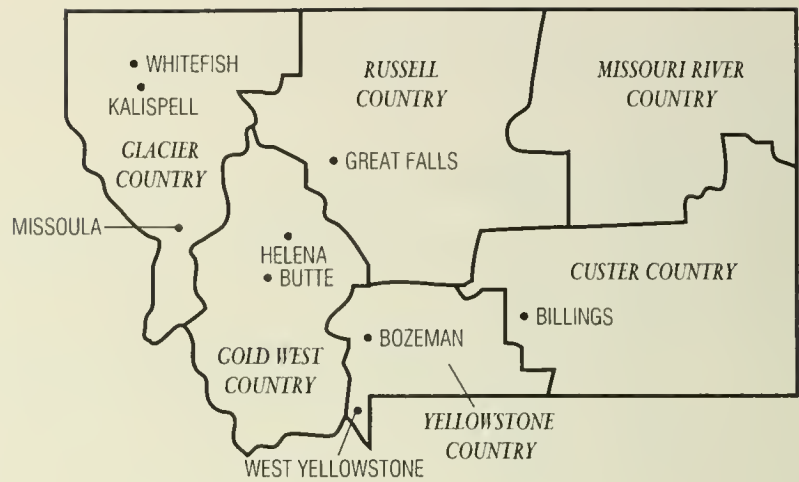 WHITEFISH
KALISPELL
GLACIER
COUNTRY
MISSOULA
RUSSELL
COUNTRY
GREAT FALLS
MISSOURI RIVER
COUNTRY
HELENA
BUTTE
GOLD WEST
COUNTRY
CUSTER COUNTRY
BILLINGS
BOZEMAN
YELLOWSTONE
COUNTRY
WEST YELLOWSTONE